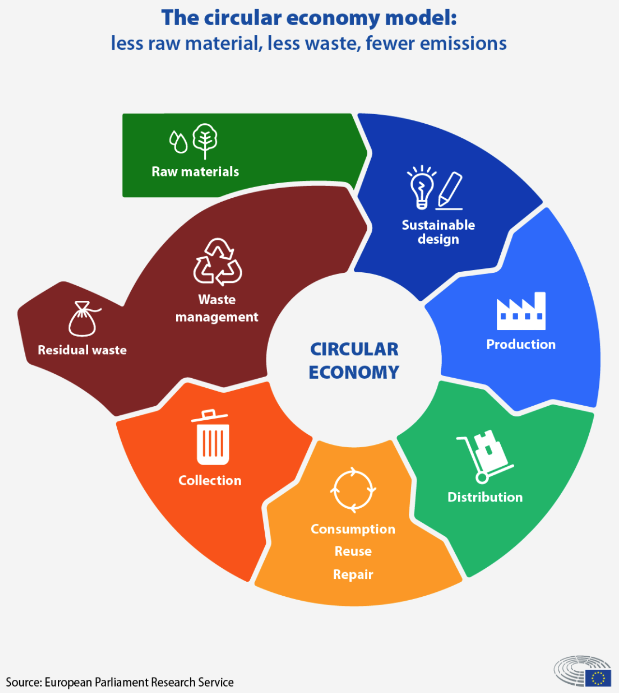 The circular economy model:
less raw material, less waste, fewer emissions
Raw materials
Sustainable
design
Production
Distribution
Consumption
Reuse
Repair
Collection
Waste
management
Residual waste
CIRCULAR
ECONOMY
Source: European Parliament Research Service